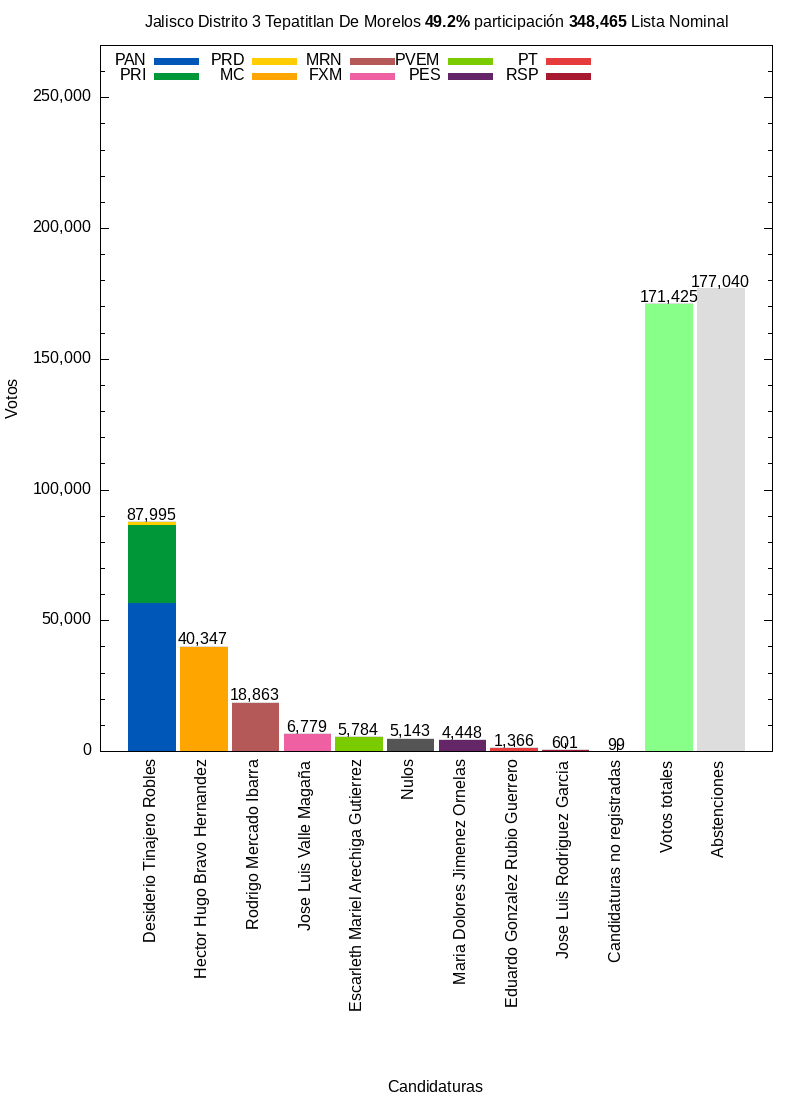 Jalisco Distrito 3 Tepatitlan De Morelos 49.2% participación 348,465 Lista Nominal
PAN PRD MRN PVEM PT
PRI MC FXM PES RSP
250,000
200,000
150,000
100,000
50,000
0
Votos
87,995
40,347
18,863
6,779
5,784
5,143
4,448
1,366
601
99
171,425
177,040
Desiderio Tinajero Robles
Hector Hugo Bravo Hernandez
Rodrigo Mercado Ibarra
Jose Luis Valle Magaña
Escarleth Mariel Arechiga Gutierrez
Nulos
Maria Dolores Jimenez Ornelas
Eduardo Gonzalez Rubio Guerrero
Jose Luis Rodriguez Garcia
Candidaturas no registradas
Votos totales
Abstenciones
Candidaturas